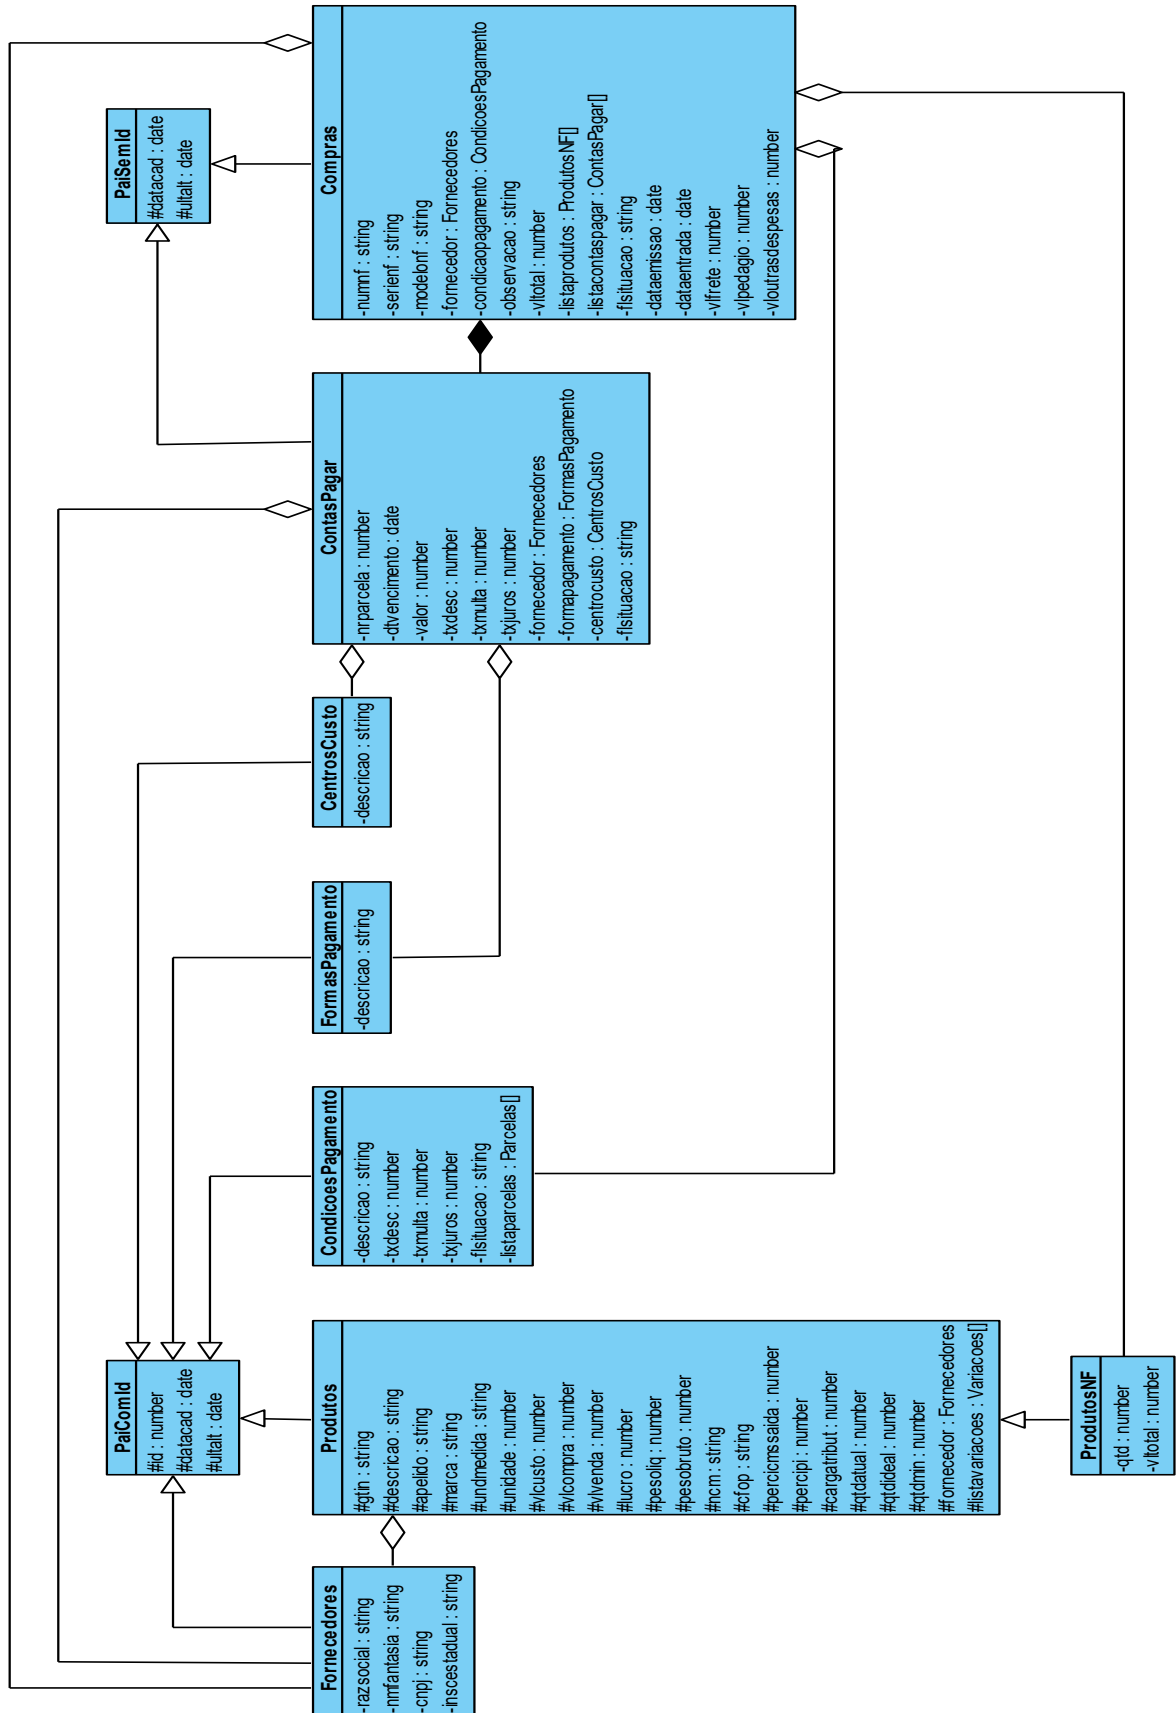 PaiSemId
#datacad : date
#ultalt : date
Compras
-numnf : string
-serienf : string
-modelonf : string
-fornecedor : Fornecedores
-condicaopagamento : CondicoesPagamento
-observacao : string
-vltotal : number
-listaprodutos : ProdutosNF[]
-listacontaspagar : ContasPagar[]
-flsituacao : string
-dataemissao : date
-dataentrada : date
-vlfrete : number
-vlpedagio : number
-vloutrasdespesas : number
ContasPagar
-nrparcela : number
-dtvencimento : date
-valor : number
-txdesc : number
-txmulta : number
-txjuros : number
-fornecedor : Fornecedores
-formapagamento : FormasPagamento
-centrocusto : CentrosCusto
-flsituacao : string
CentrosCusto
-descricao : string
FormasPagamento
-descricao : string
CondicoesPagamento
-descricao : string
-txdesc : number
-txmulta : number
-txjuros : number
-flsituacao : string
-listaparcelas : Parcelas[]
PaiComId
#id : number
#datacad : date
#ultalt : date
Produtos
#gtin : string
#descricao : string
#apelido : string
#marca : string
#undmedida : string
#unidade : number
#vlcusto : number
#vlcompra : number
#vlvenda : number
#lucro : number
#pesoliq : number
#pesobruto : number
#ncm : string
#cfop : string
#percicmssaida : number
#percipi : number
#cargatribut : number
#qtdatual : number
#qtdideal : number
#qtdmin : number
#fornecedor : Fornecedores
#listavariacoes : Variacoes[]
ProdutosNF
-qtd : number
-vltotal : number
Fornecedores
-razsocial : string
-nmfantasia : string
-cnpj : string
-inscestadual : string